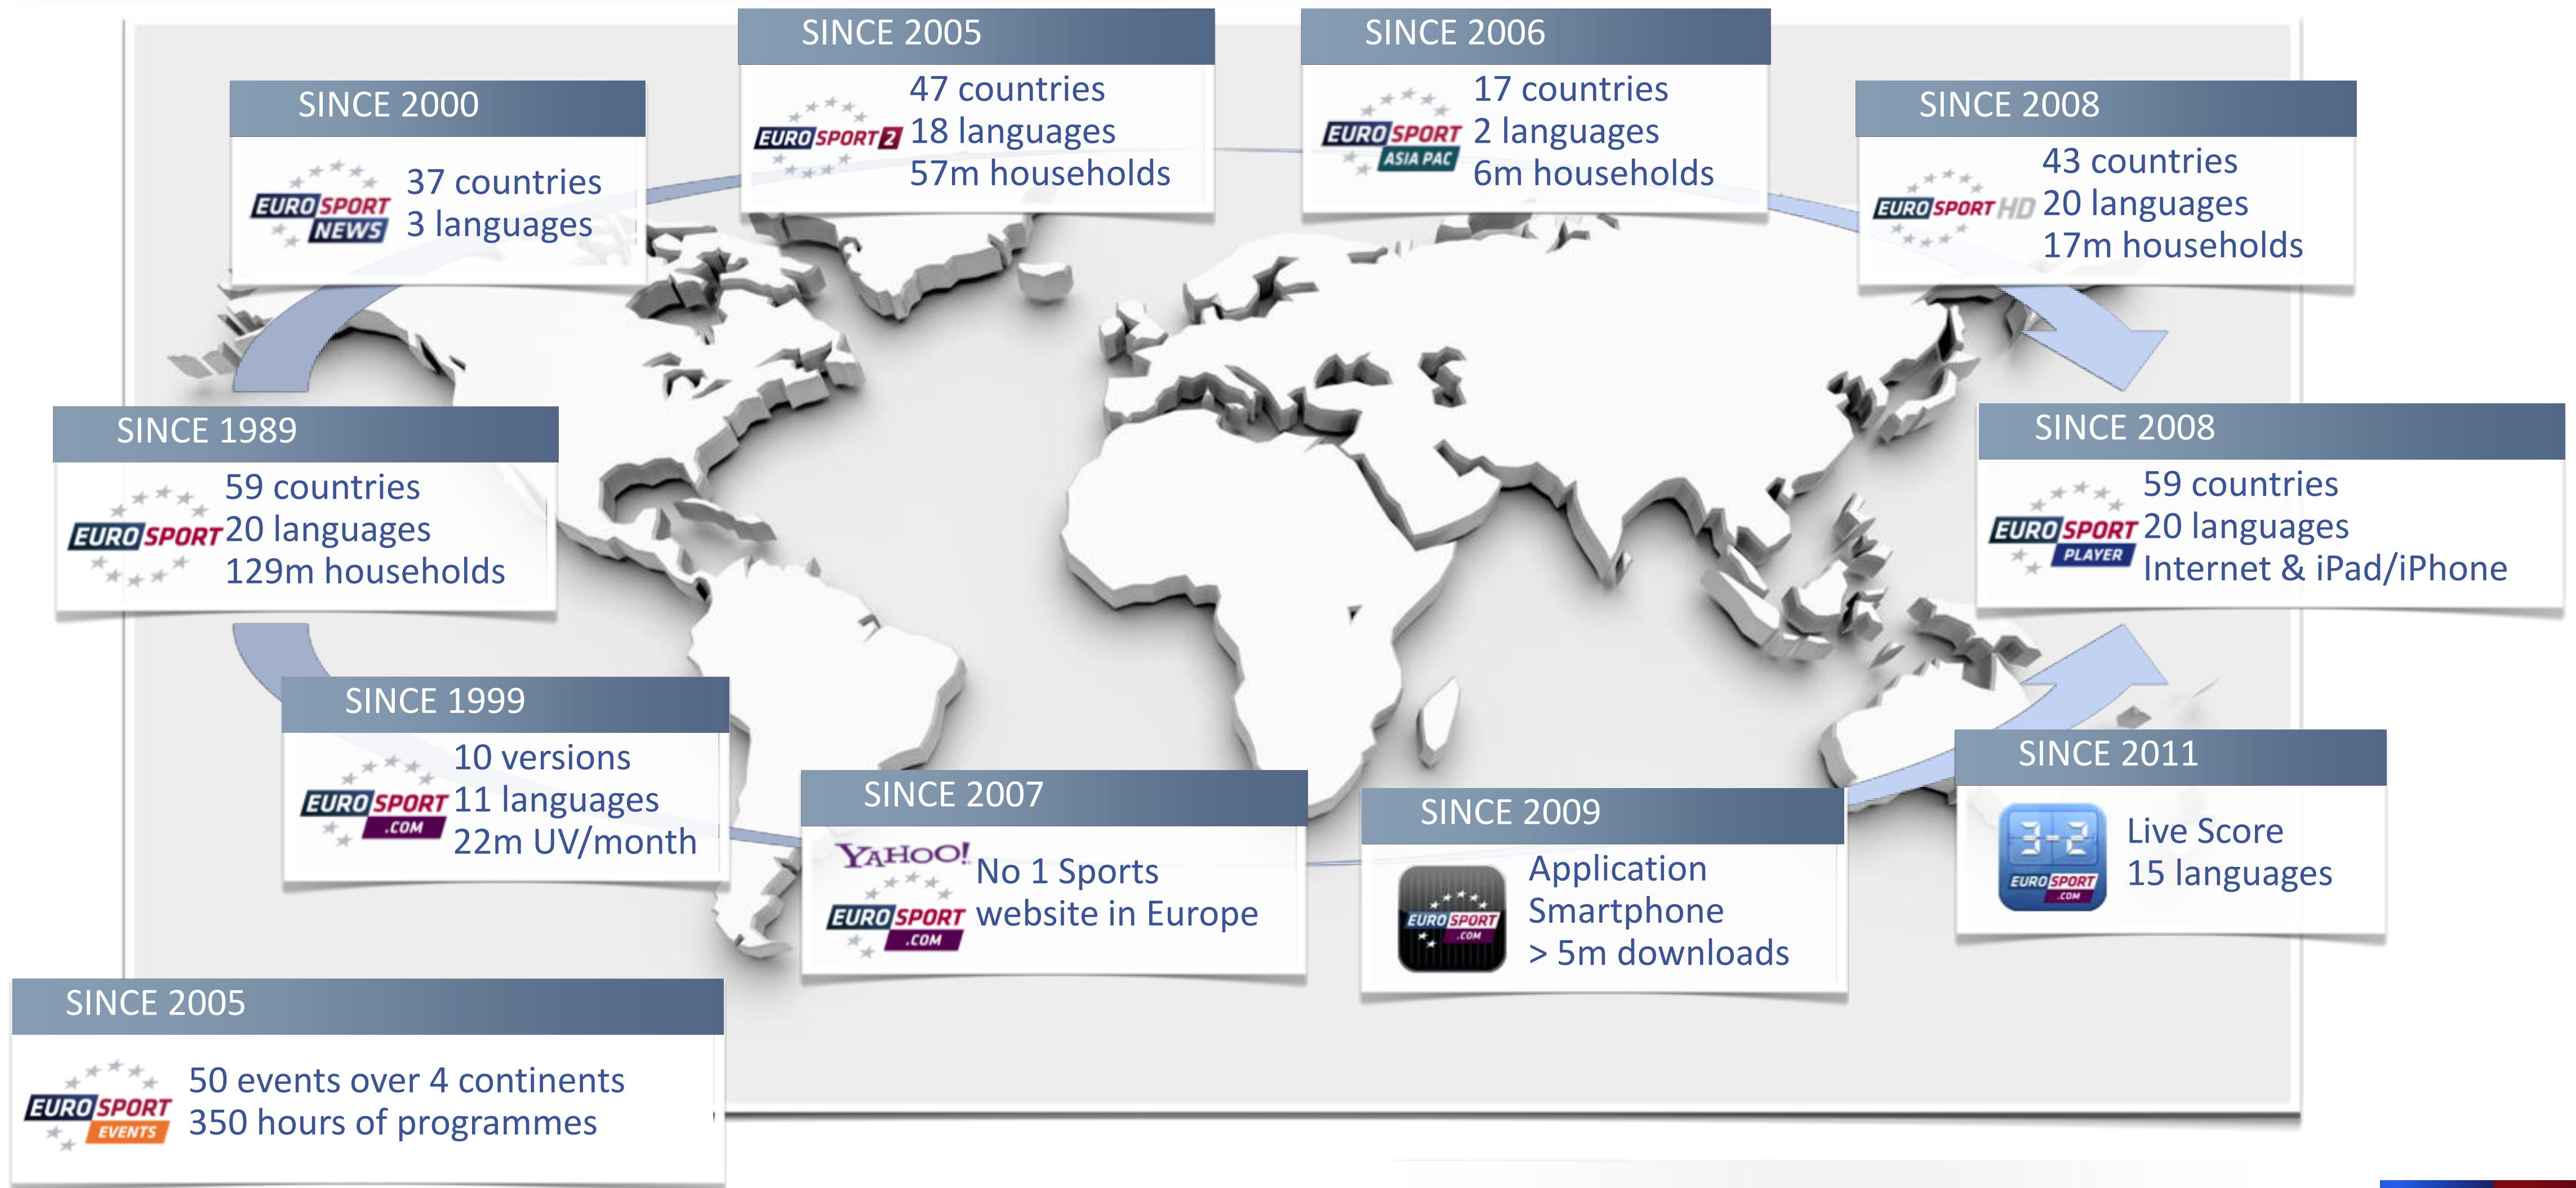 SINCE 2005
EUROSPORT 2
47 countries
18 languages
57m households
SINCE 2006
EUROSPORT
ASIA PAC
17 countries
2 languages
6m households
SINCE 2000
EUROSPORT
NEWS
37 countries
3 languages
SINCE 2008
EUROSPORT HD
43 countries
20 languages
17m households
SINCE 1989
EUROSPORT
59 countries
20 languages
129m households
SINCE 2008
EUROSPORT
PLAYER
59 countries
20 languages
Internet & iPad/iPhone
SINCE 1999
EUROSPORT
.COM
10 versions
11 languages
22m UV/month
SINCE 2007
YAHOO!
EUROSPORT
.COM
No 1 Sports
website in Europe
SINCE 2009
EUROSPORT
.COM
Application
Smartphone
> 5m downloads
SINCE 2011
3-2
EUROSPORT
.COM
Live Score
15 languages
SINCE 2005
EUROSPORT
EVENTS
50 events over 4 continents
350 hours of programmes